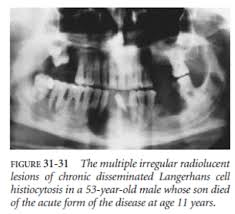 FIGURE 31-31 The multiple irregular radiolucent
lesions of chronic disseminated Langerhans cell
histiocytosis in a 53-year-old male whose son died
of the acute form of the disease at age 11 years.